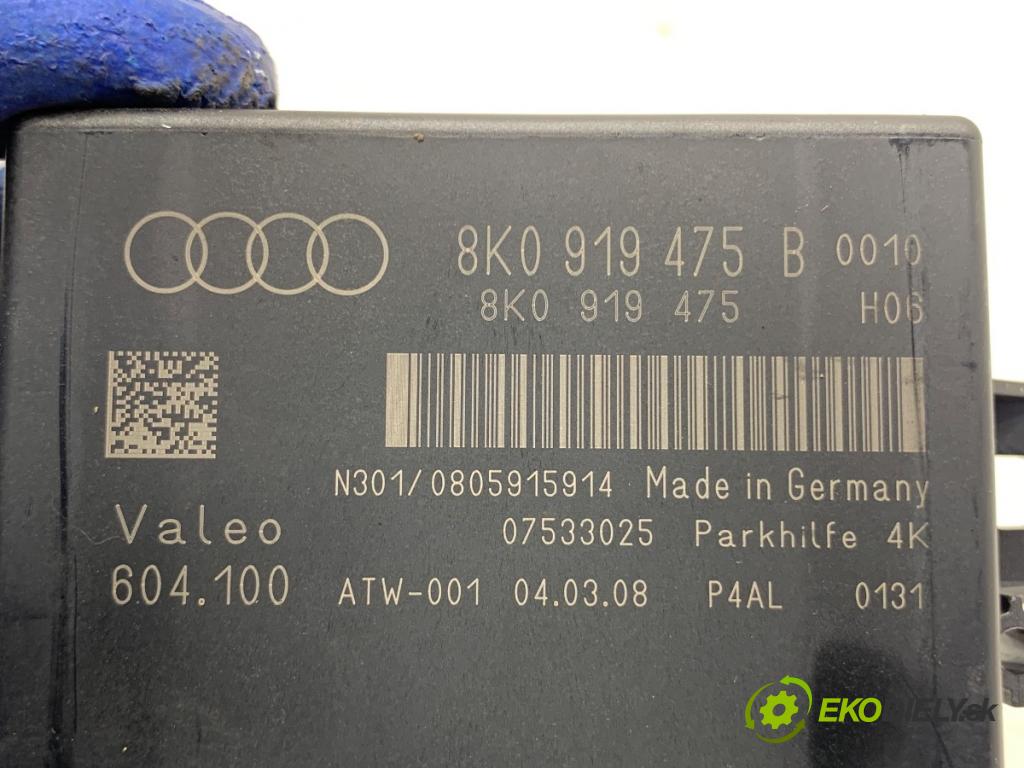 8K0 919 475 B 0010
8K0 919 475 H06
N301/0805915914 Made in Germany
Valeo 07533025 Parkhilfe 4K
604.100 ATW-001 04.03.08 P4AL 0131
EKODIELY.sk